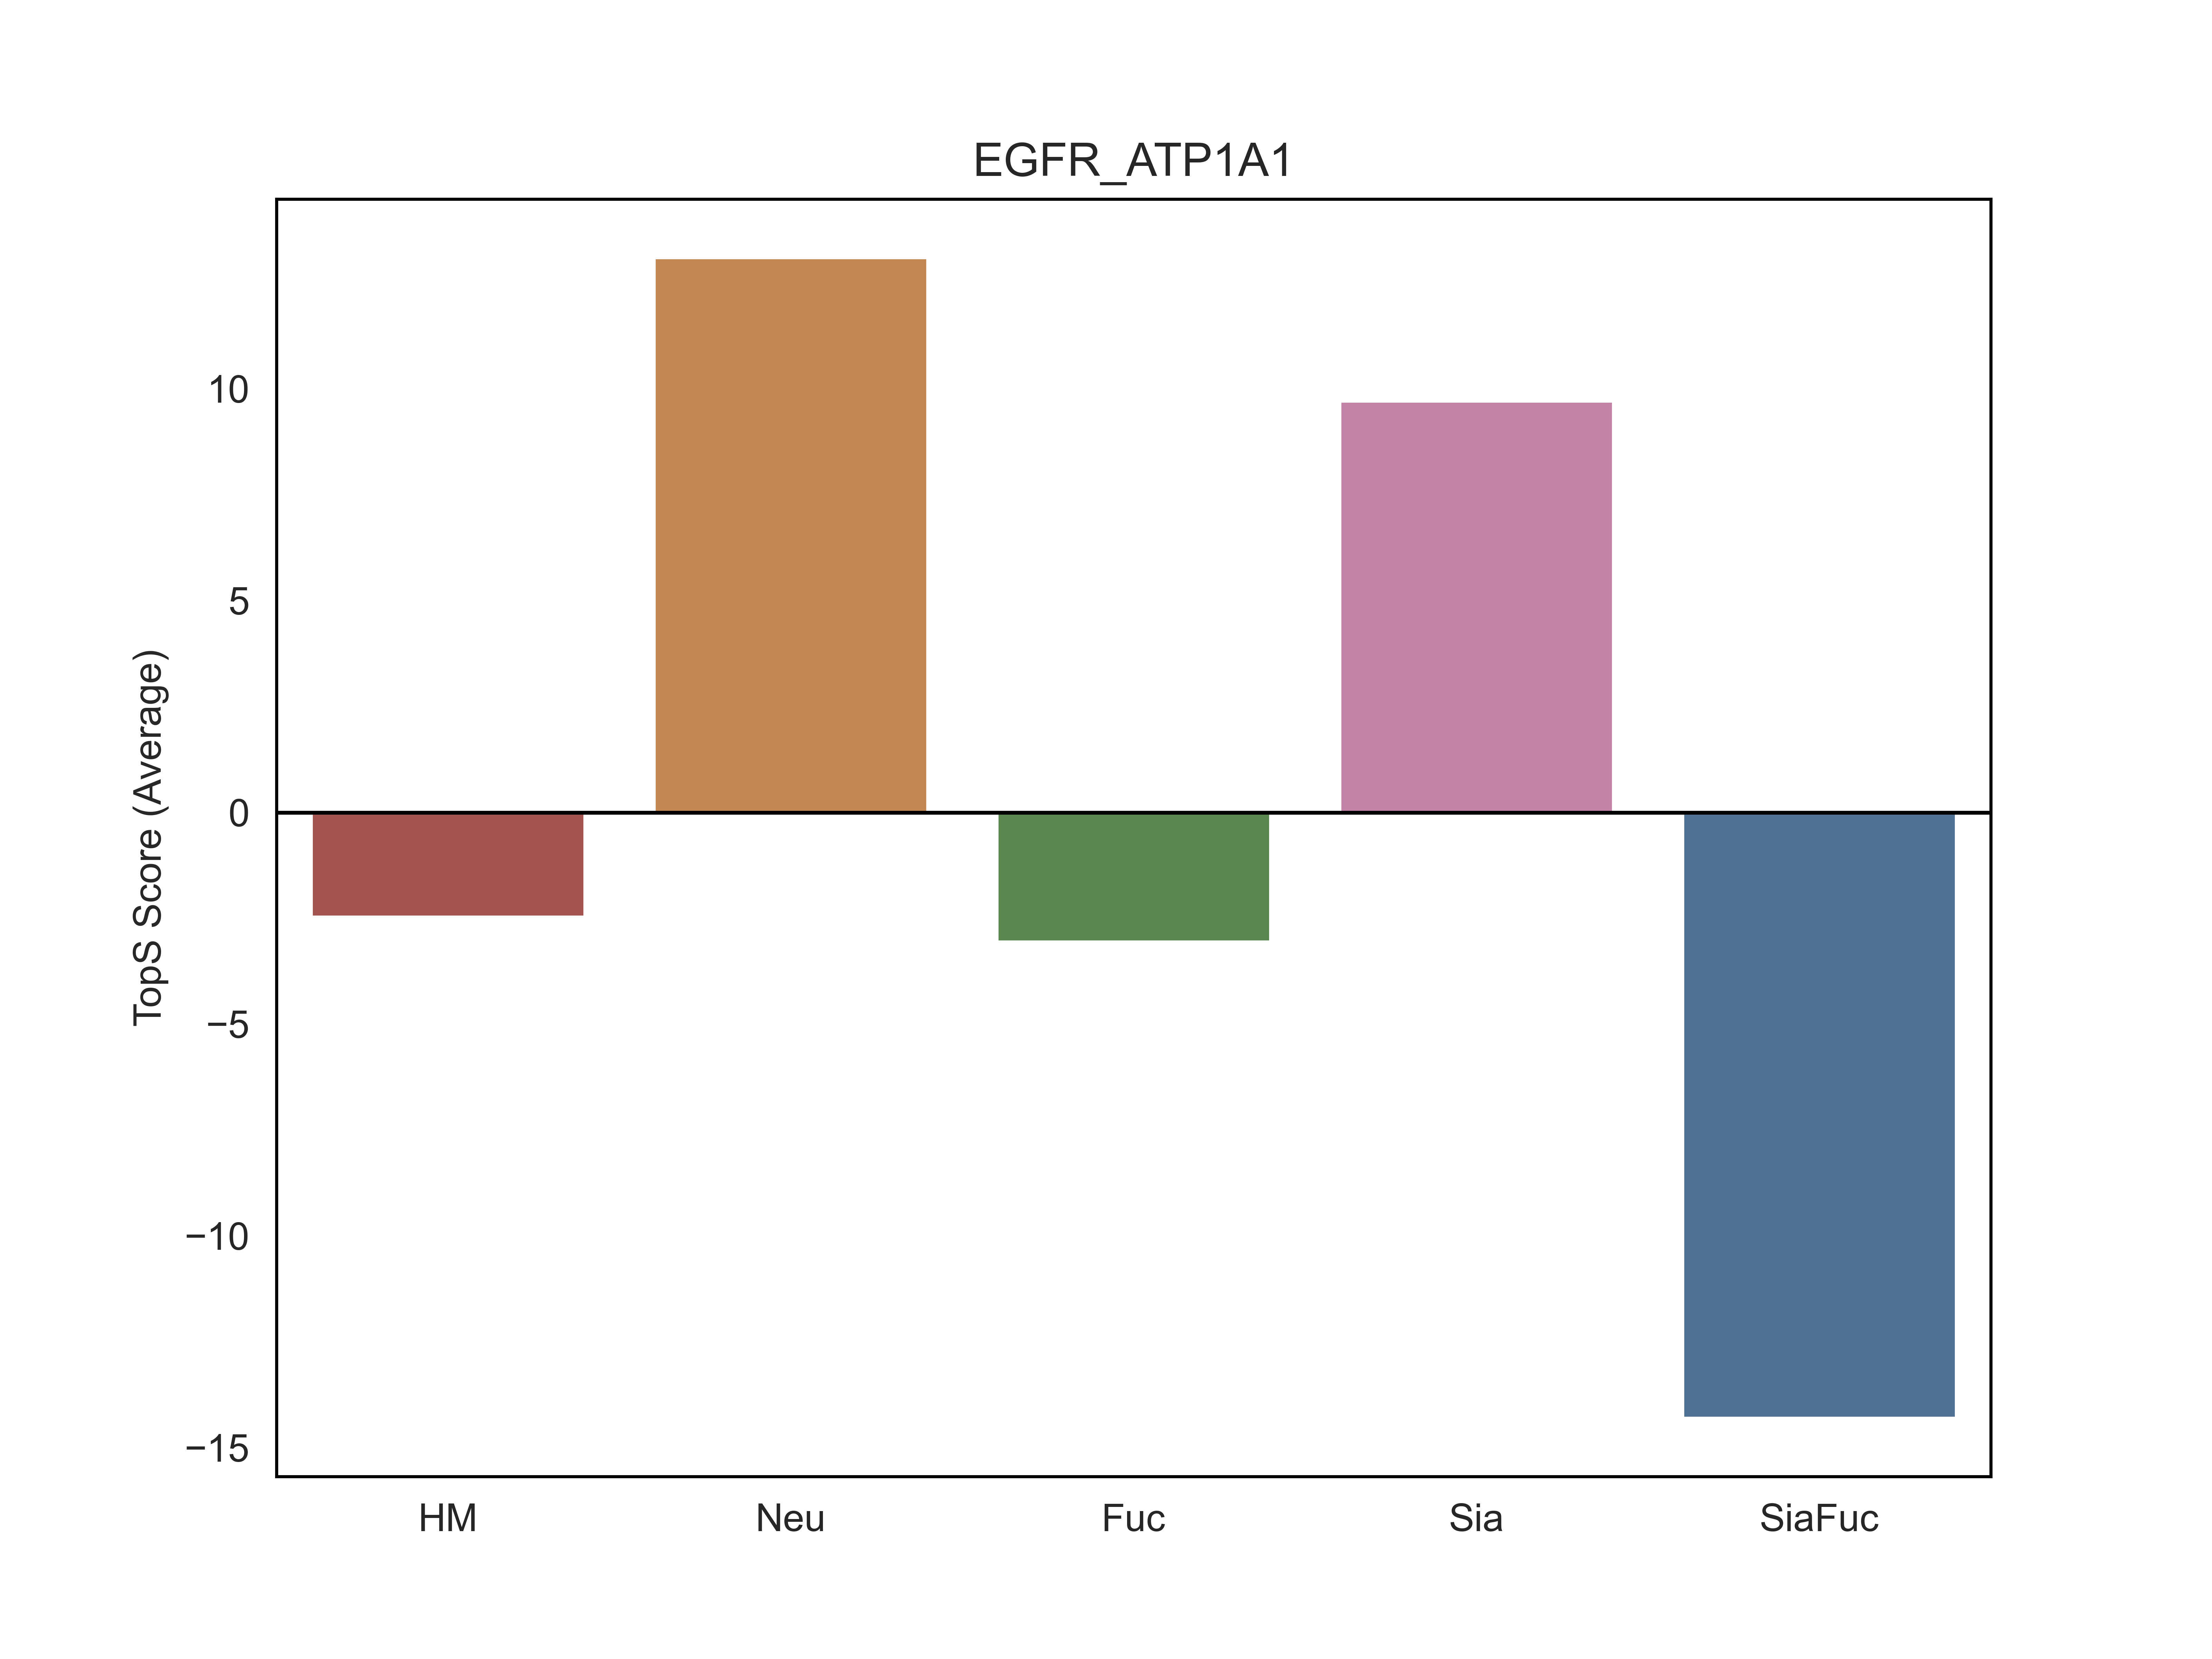 EGFR_ATP1A1
TopS Score (Average)
10
5
0
−5
−10
−15
HM
Neu
Fuc
Sia
SiaFuc